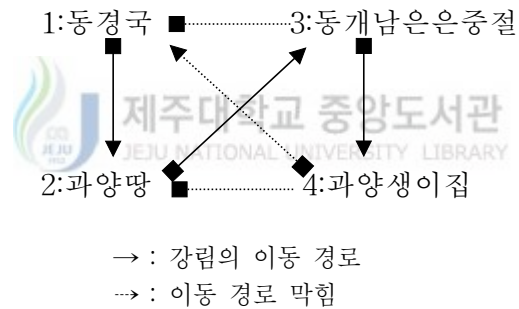 1:동경국 3:동개남은은중절
제주대학교 중앙도서관
JEJU NATIONAL UNIVERSITY LIBRARY
2:과양땅 4:과양생이집
→ : 강림의 이동 경로
⇢ : 이동 경로 막힘